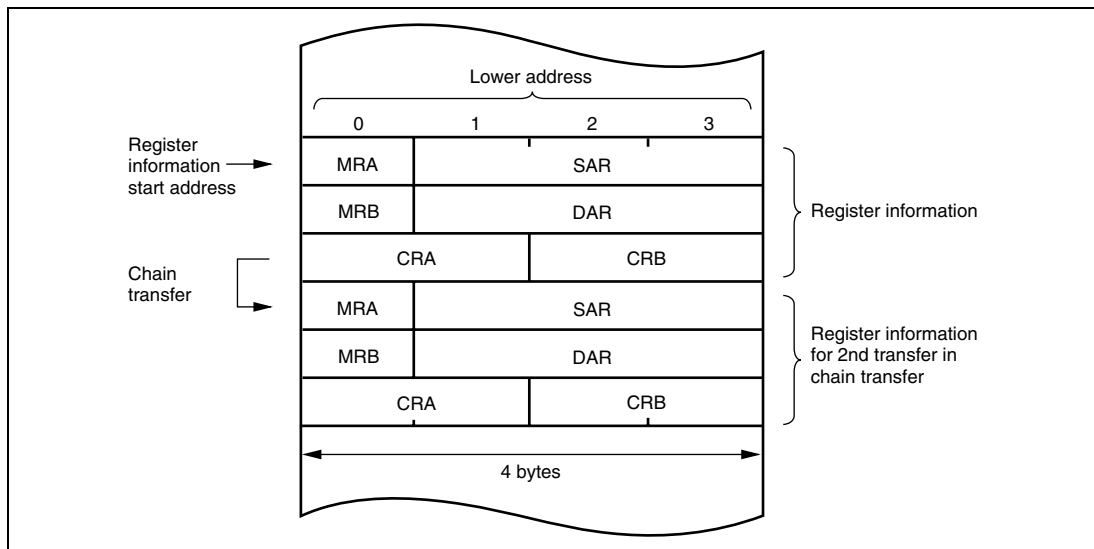 Lower address
0 1 2 3
Register
information
start address
MRA SAR
MRB DAR
CRA CRB
Register information
Chain
transfer
MRA SAR
MRB DAR
CRA CRB
Register information
for 2nd transfer in
chain transfer
4 bytes